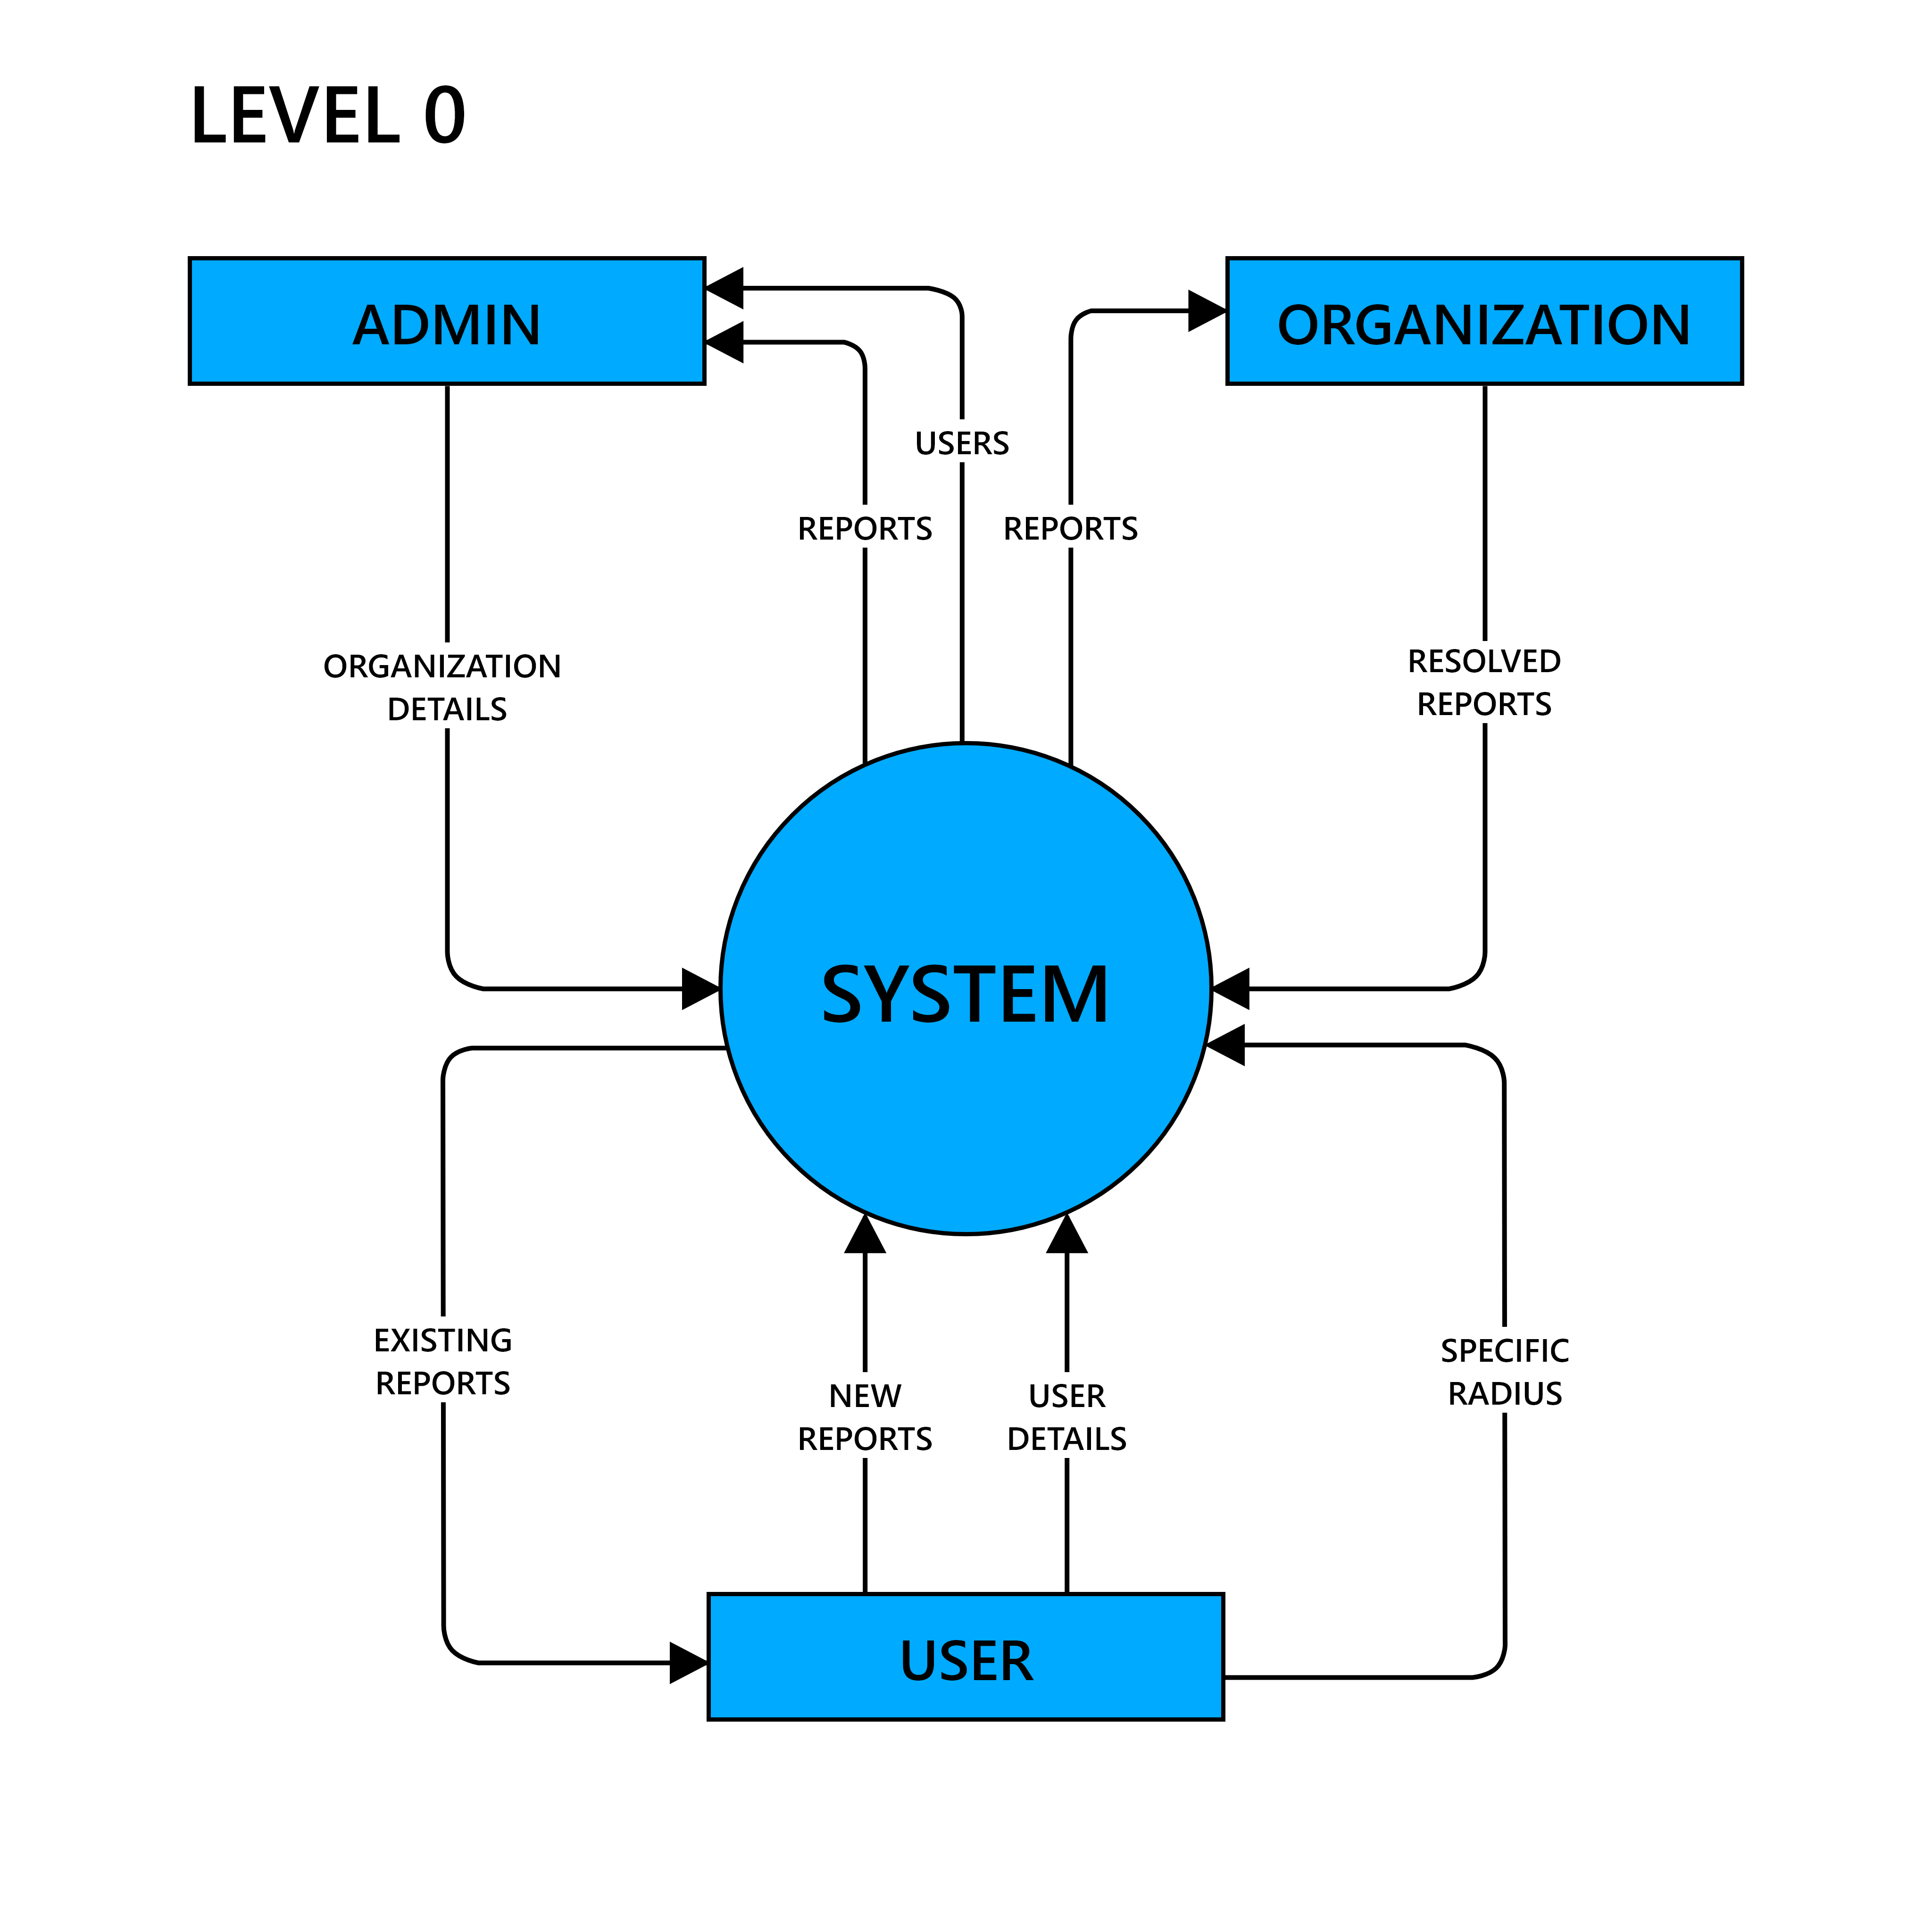 LEVEL 0
ADMIN
ORGANIZATION
USERS
REPORTS
REPORTS
ORGANIZATION
DETAILS
RESOLVED
REPORTS
SYSTEM
EXISTING
REPORTS
NEW
REPORTS
USER
DETAILS
SPECIFIC
RADIUS
USER